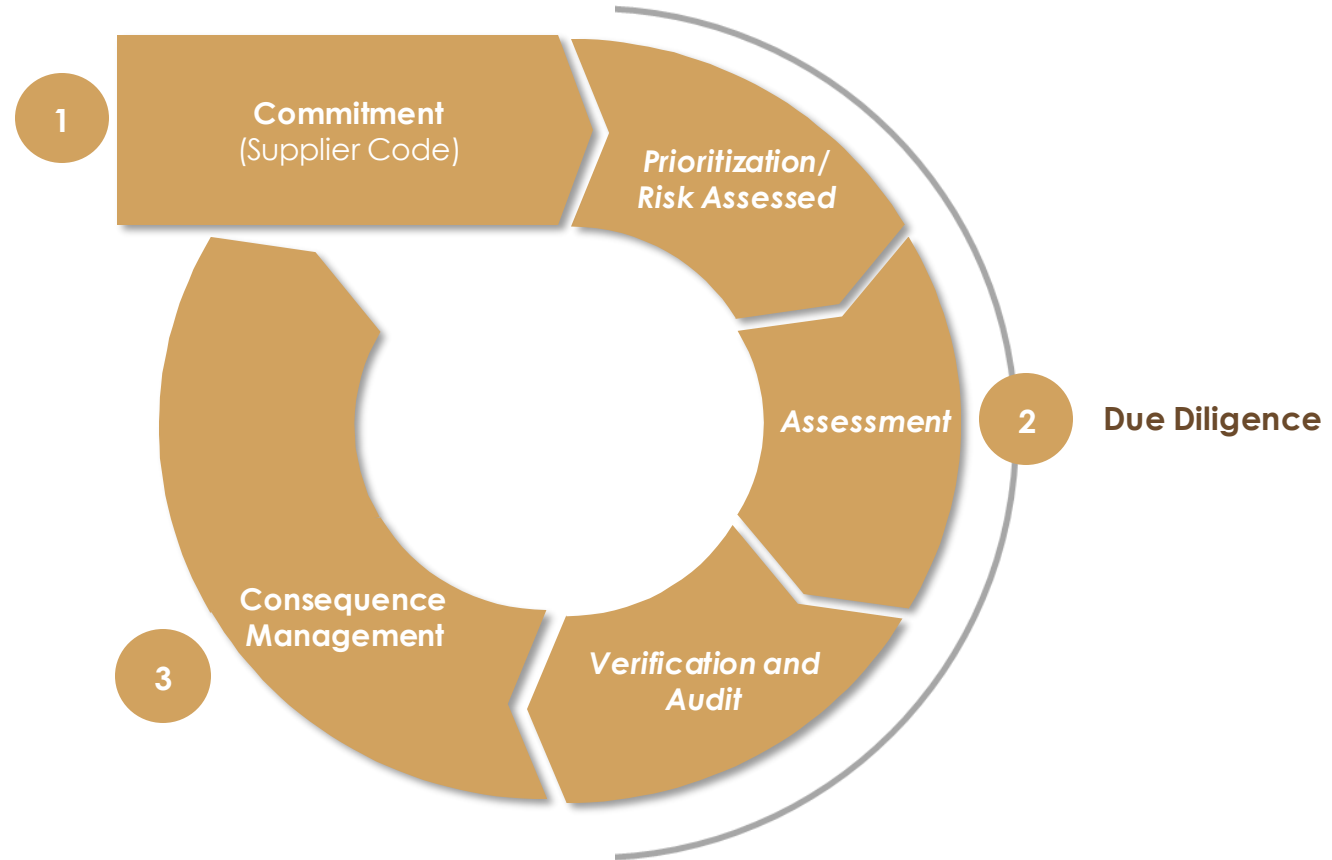 1
Commitment
(Supplier Code)
Prioritization/
Risk Assessed
Assessment
2
Due Diligence
Verification and
Audit
Consequence
Management
3